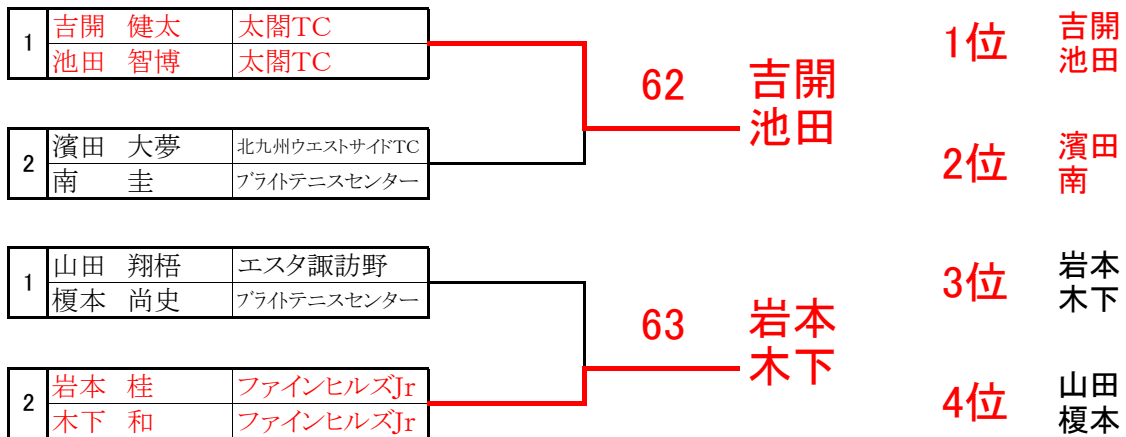 1 吉開 健太 太閤TC
池田 智博 太閤TC
62 吉開
池田
1位 吉開
池田
2 濱田 大夢 北九州ウエストサイドTC
南 圭 ブライトテニスセンター
2位 濱田
南
1 山田 翔梧 エスタ諏訪野
榎本 尚史 ブライトテニスセンター
63 岩本
木下
3位 岩本
木下
2 岩本 桂 ファインヒルズJr
木下 和 ファインヒルズJr
4位 山田
榎本